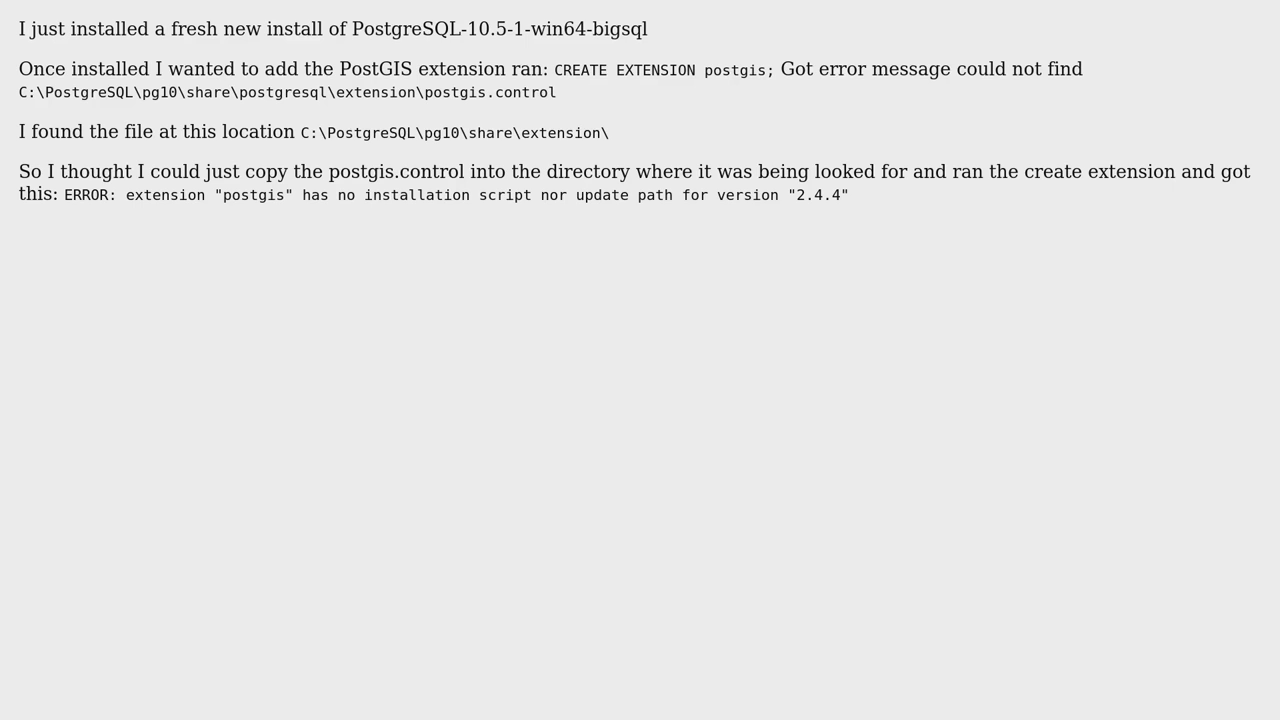 I just installed a fresh new install of PostgreSQL-10.5-1-win64-bigsql
Once installed I wanted to add the PostGIS extension ran: CREATE EXTENSION postgis; Got error message could not find
C:\PostgreSQL\pg10\share\postgresql\extension\postgis.control
I found the file at this location C:\PostgreSQL\pg10\share\extension\
So I thought I could just copy the postgis.control into the directory where it was being looked for and ran the create extension and got
this: ERROR: extension "postgis" has no installation script nor update path for version "2.4.4"